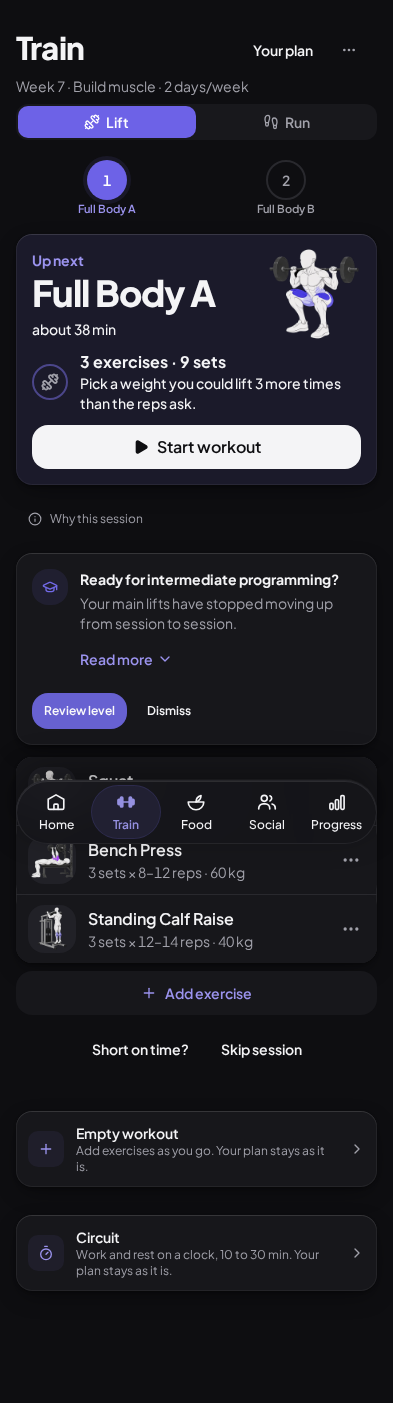 Train
Your plan
Week 7 · Build muscle · 2 days/week
Lift
Run
1
2
Full Body A
Full Body B
Up next
Full Body A
about 38 min
3 exercises · 9 sets
Pick a weight you could lift 3 more times
than the reps ask.
Start workout
Why this session
Ready for intermediate programming?
Your main lifts have stopped moving up
from session to session.
Read more
Review level
Dismiss
Squat
Home
Train
Food
Social
Progress
Bench Press
3 sets × 8–12 reps · 60 kg
Standing Calf Raise
3 sets × 12–14 reps · 40 kg
Add exercise
Short on time?
Skip session
Empty workout
Add exercises as you go. Your plan stays as it
is.
Circuit
Work and rest on a clock, 10 to 30 min. Your
plan stays as it is.